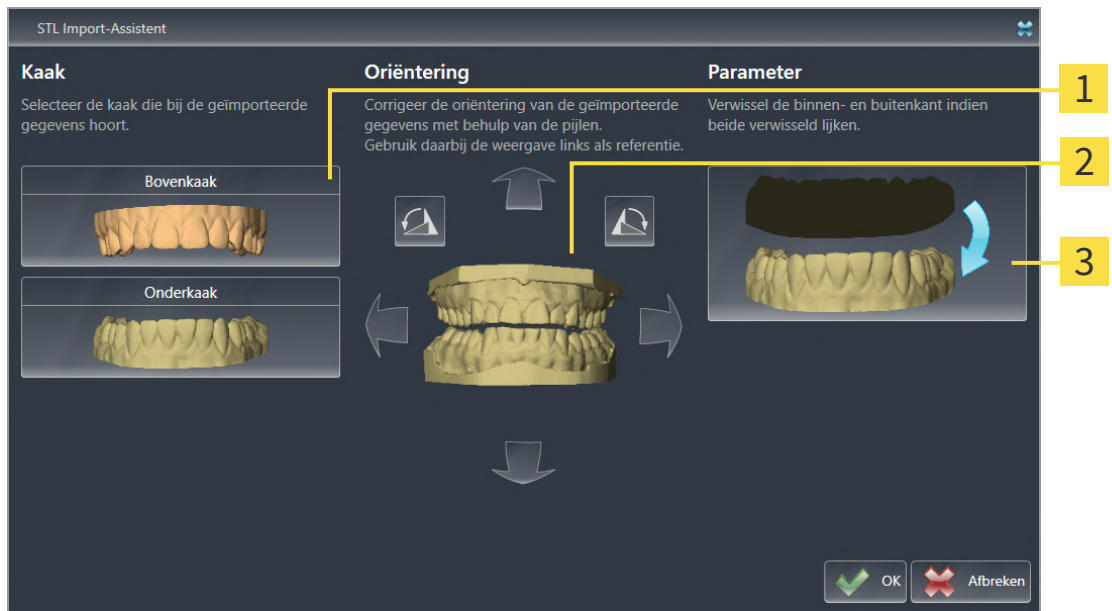 STL Import-Assistent
Kaak
Selecteer de kaak die bij de geïmporteerde
gegevens hoort.
Bovenkaak
Onderkaak
Oriëntering
Corrigeer de oriëntering van de geïmporteerde
gegevens met behulp van de pijlen.
Gebruik daarbij de weergave links als referentie.
Parameter
Verwissel de binnen- en buitenkant indien
beide verwisseld lijken.
1
2
3
OK
Afbreken